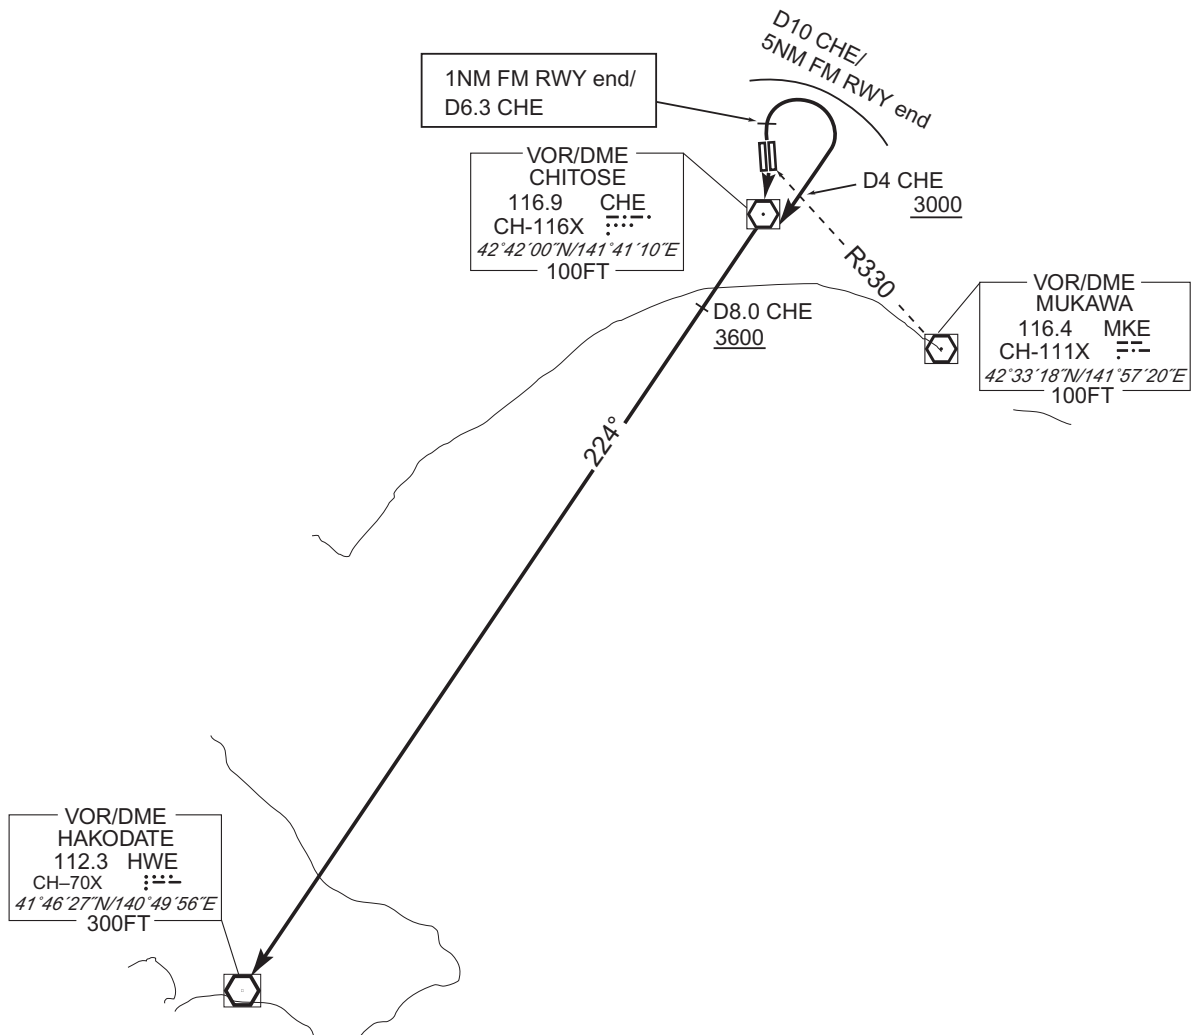 D10 CHE/
5NM FM RWY end
1NM FM RWY end/
D6.3 CHE
VOR/DME
CHITOSE
116.9 CHE
CH-116X
42°42´00˝N/141°41´10˝E
100FT
D4 CHE
3000
R330
VOR/DME
MUKAWA
116.4 MKE
CH-111X
42°33´18˝N/141°57´20˝E
100FT
D8.0 CHE
3600
224°
VOR/DME
HAKODATE
112.3 HWE
CH–70X
41°46´27˝N/140°49´56˝E
300FT